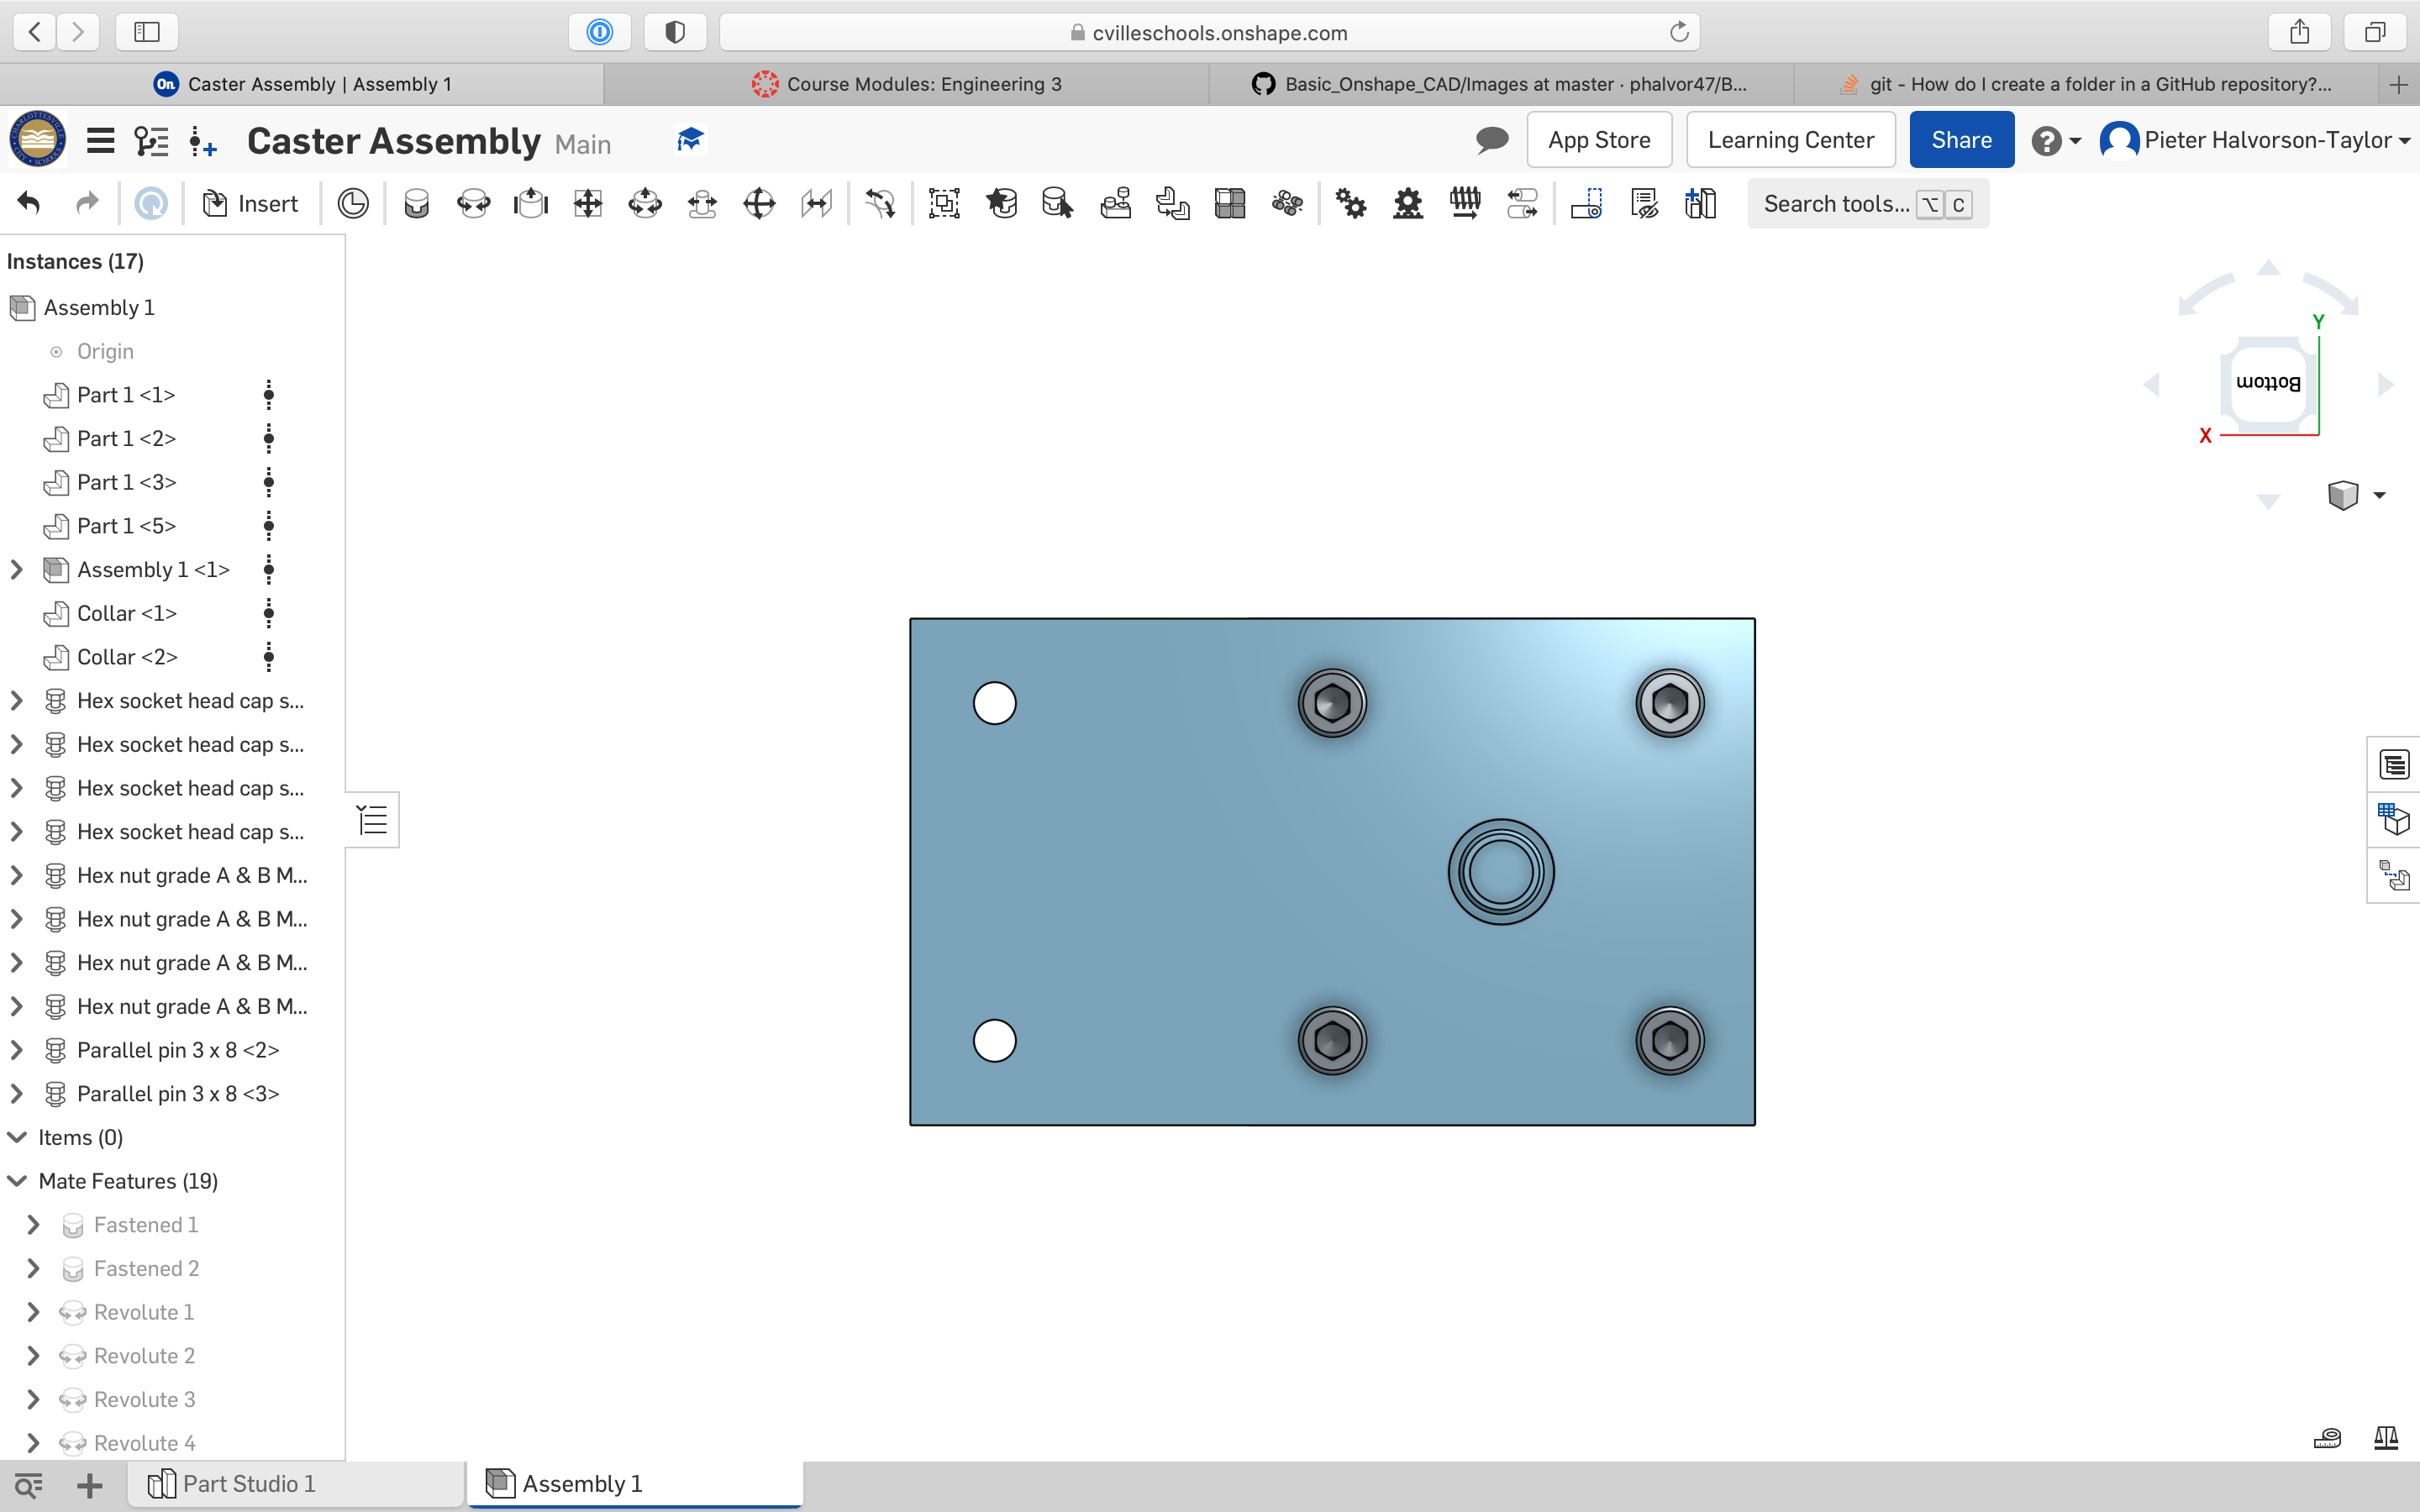 cvilleschools.onshape.com
On Caster Assembly | Assembly 1
Course Modules: Engineering 3
Basic_Onshape_CAD/Images at master · phalvor47/B...
git - How do I create a folder in a GitHub repository?...
Caster Assembly Main
App Store
Learning Center
Share
Pieter Halvorson-Taylor
Insert
Search tools... ⌥ C
Instances (17)
Assembly 1
Origin
Part 1 <1>
Part 1 <2>
Part 1 <3>
Part 1 <5>
Assembly 1 <1>
Collar <1>
Collar <2>
Hex socket head cap s...
Hex socket head cap s...
Hex socket head cap s...
Hex socket head cap s...
Hex nut grade A & B M...
Hex nut grade A & B M...
Hex nut grade A & B M...
Hex nut grade A & B M...
Parallel pin 3 x 8 <2>
Parallel pin 3 x 8 <3>
Items (0)
Mate Features (19)
Fastened 1
Fastened 2
Revolute 1
Revolute 2
Revolute 3
Revolute 4
Y
Bottom
X
Part Studio 1
Assembly 1